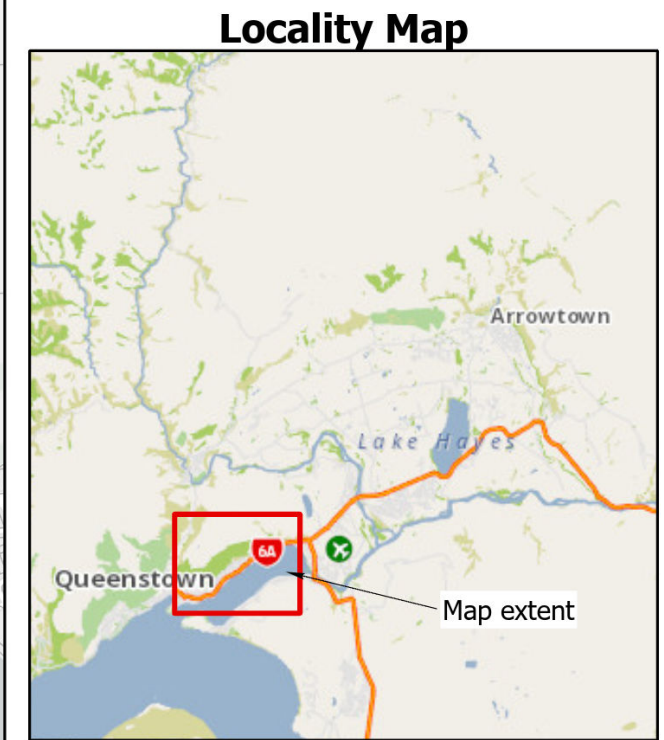 Locality Map
Arrowtown
Lake Hayes
6A
Queenstown
Map extent